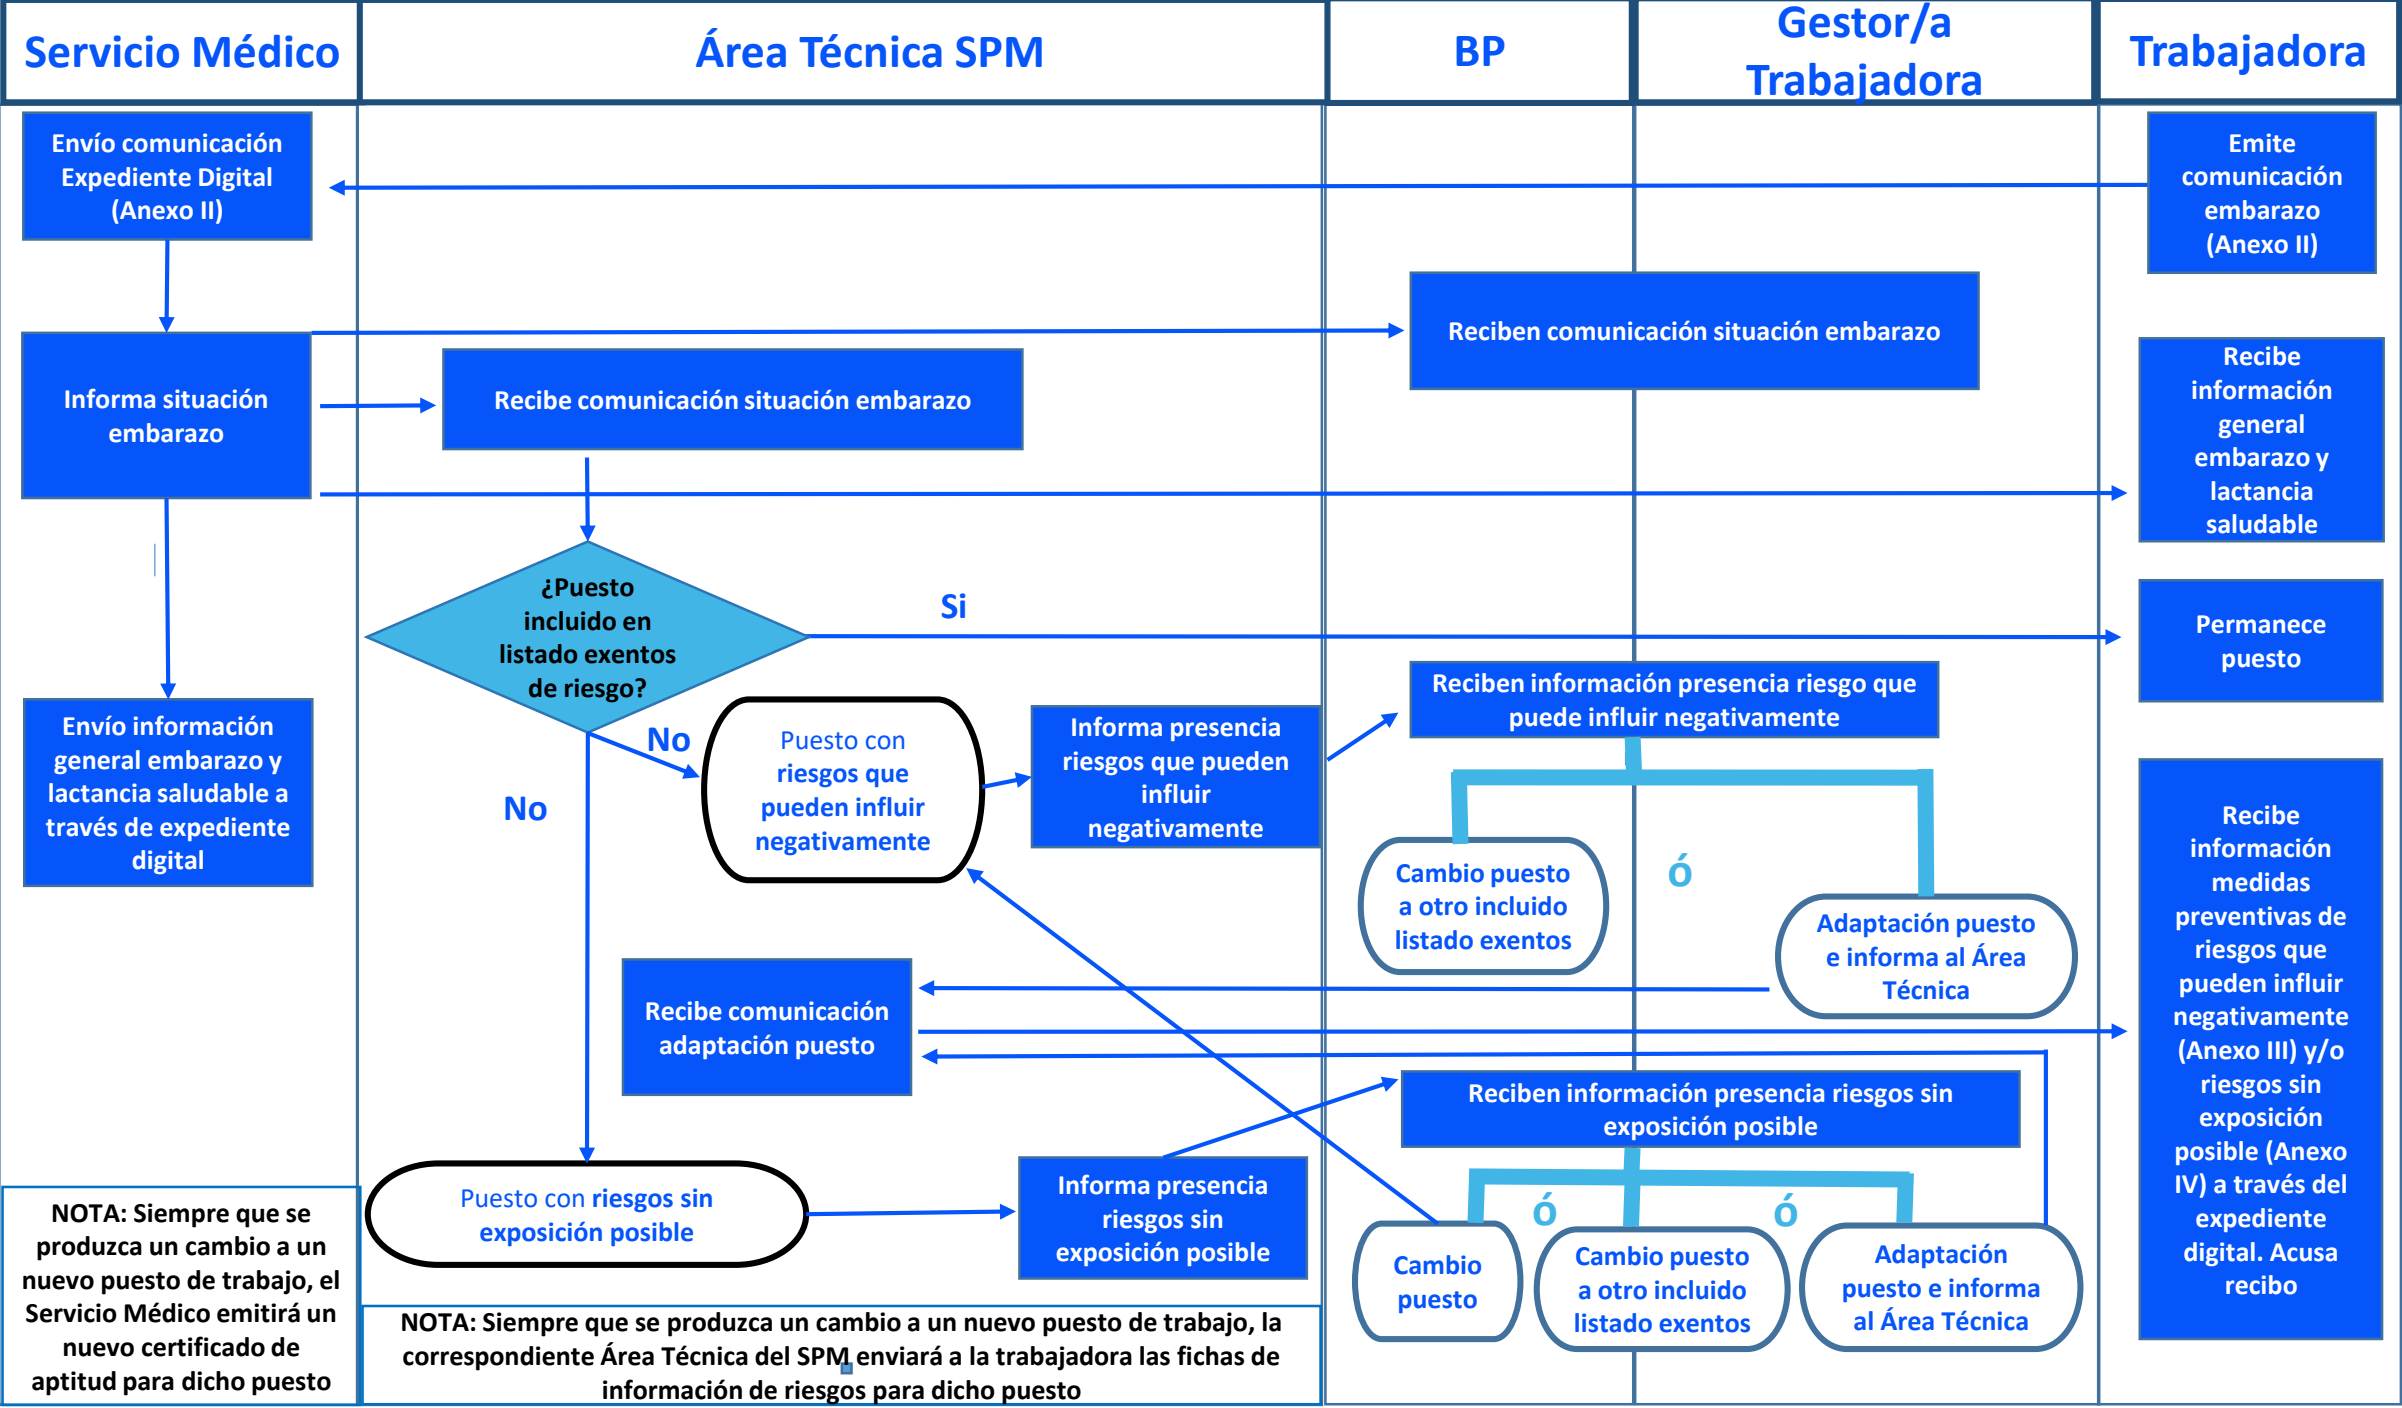 Servicio Médico
Área Técnica SPM
BP
Gestor/a
Trabajadora
Trabajadora
Envío comunicación
Expediente Digital
(Anexo II)
Emite
comunicación
embarazo
(Anexo II)
Informa situación
embarazo
Recibe comunicación situación embarazo
Reciben comunicación situación embarazo
Recibe
información
general
embarazo y
lactancia
saludable
¿Puesto
incluido en
listado exentos
de riesgo?
Si
Permanece
puesto
No
No
Envío información
general embarazo y
lactancia saludable a
través de expediente
digital
Puesto con
riesgos que
pueden influir
negativamente
Informa presencia
riesgos que pueden
influir
negativamente
Reciben información presencia riesgo que
puede influir negativamente
Cambio puesto
a otro incluido
listado exentos
ó
Adaptación puesto
e informa al Área
Técnica
Recibe comunicación
adaptación puesto
Recibe
información
medidas
preventivas de
riesgos que
pueden influir
negativamente
(Anexo III) y/o
riesgos sin
exposición
posible (Anexo
IV) a través del
expediente
digital. Acusa
recibo
Reciben información presencia riesgos sin
exposición posible
Puesto con riesgos sin
exposición posible
Informa presencia
riesgos sin
exposición posible
ó
ó
Cambio
puesto
Cambio puesto
a otro incluido
listado exentos
Adaptación
puesto e informa
al Área Técnica
NOTA: Siempre que se
produzca un cambio a un
nuevo puesto de trabajo, el
Servicio Médico emitirá un
nuevo certificado de
aptitud para dicho puesto
NOTA: Siempre que se produzca un cambio a un nuevo puesto de trabajo, la
correspondiente Área Técnica del SPM enviará a la trabajadora las fichas de
información de riesgos para dicho puesto